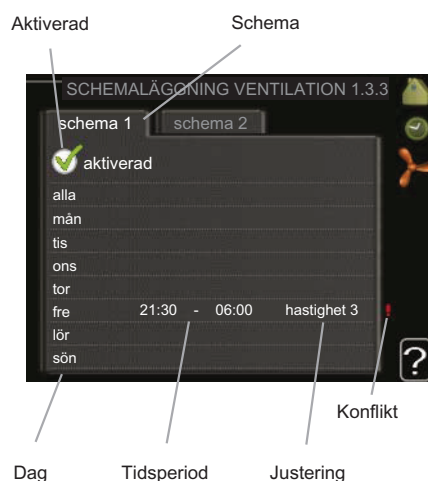 Aktiverad Schema
SCHEMALÄGGNING VENTILATION 1.3.3
schema 1 schema 2
aktiverad
alla
mån
tis
ons
tor
fre 21:30 - 06:00 hastighet 3 !
lör
sön
?
Konflikt
Dag Tidsperiod Justering